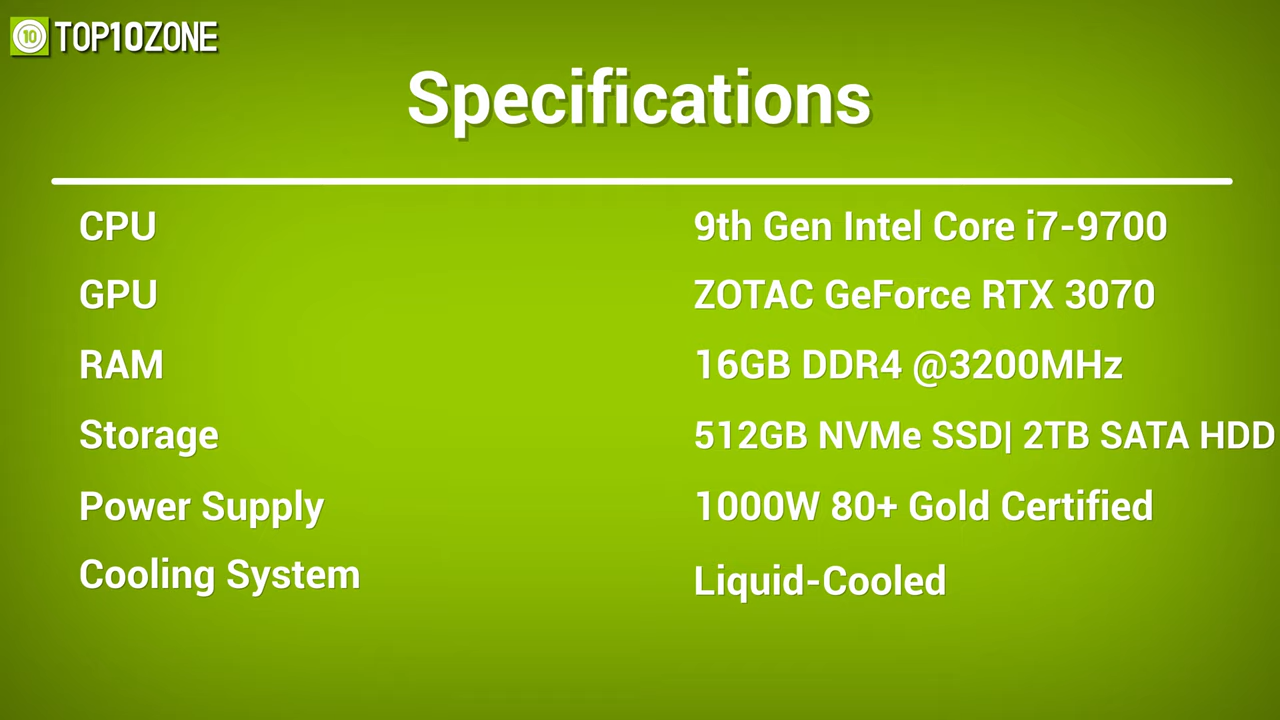 10 TOP10ZONE
Specifications
CPU 9th Gen Intel Core i7-9700
GPU ZOTAC GeForce RTX 3070
RAM 16GB DDR4 @3200MHz
Storage 512GB NVMe SSD| 2TB SATA HDD
Power Supply 1000W 80+ Gold Certified
Cooling System Liquid-Cooled